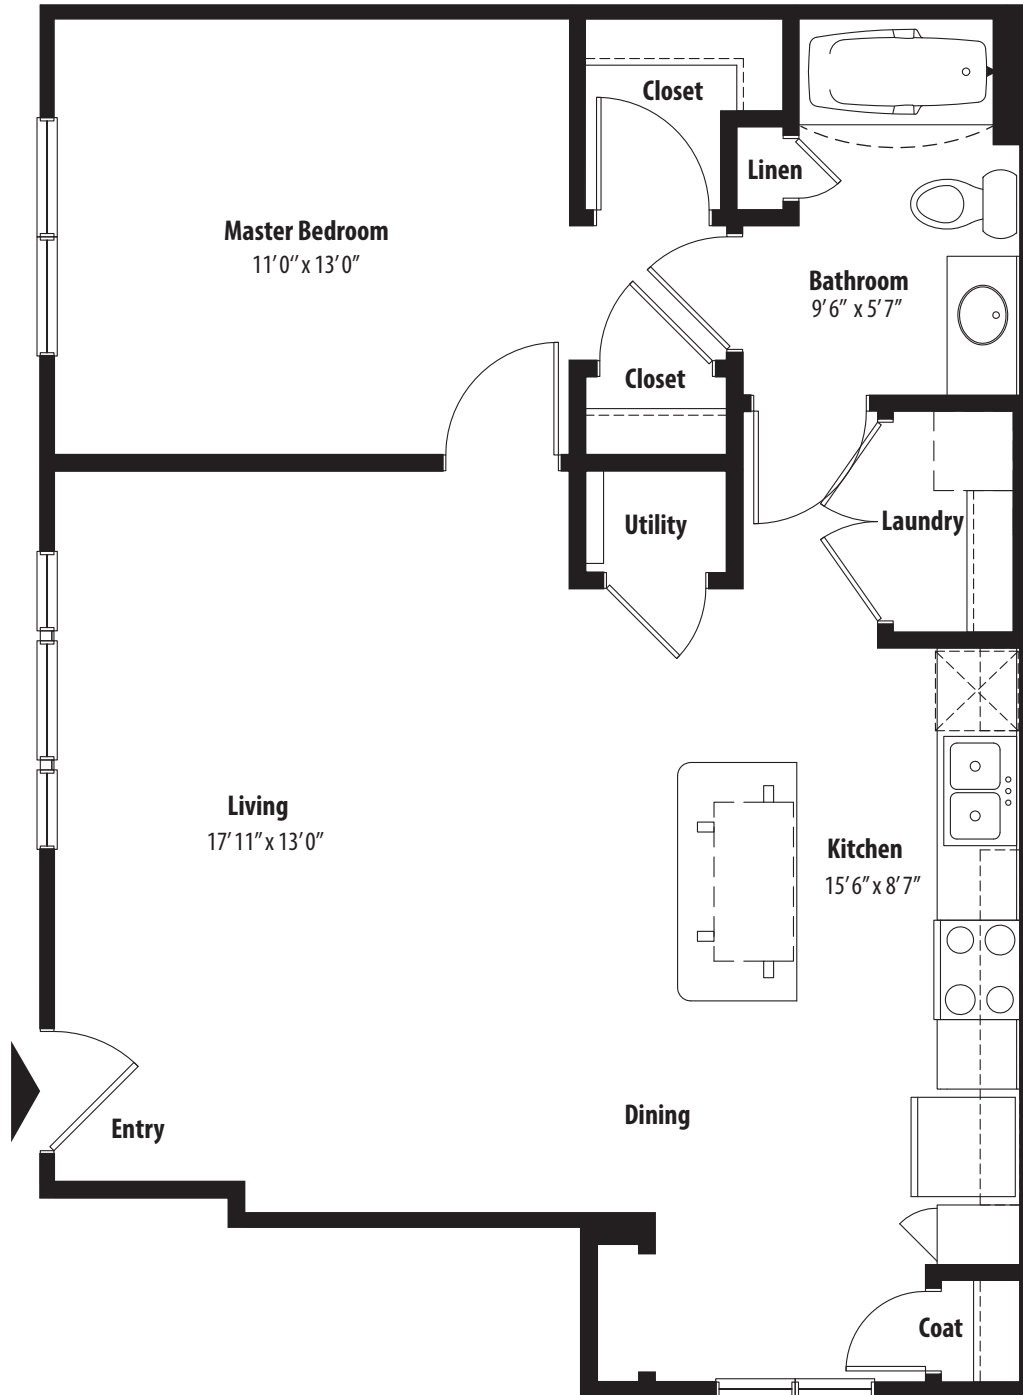 Closet
Linen
Master Bedroom
11'0" x 13'0"
Bathroom
9'6" x 5'7"
Closet
Utility
Laundry
Living
17'11" x 13'0"
Kitchen
15'6" x 8'7"
Dining
Entry
Coat